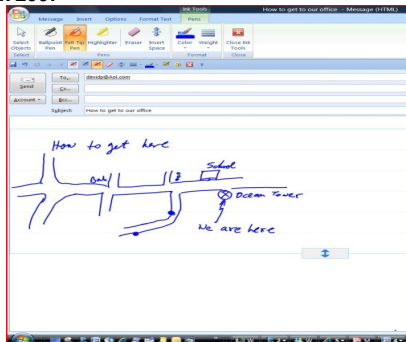 Ink Tools
How to get to our office - Message (HTML)
Message Insert Options Format Text Pens
Select Objects
Ballpoint Pen
Felt Tip Pen
Highlighter
Eraser
Insert Space
Color
Weight
Close Ink Tools
Select Pens Format Close
Send
To...
Cc...
Account
Bcc...
Subject: How to get to our office
How to get here
School
Bank
Ocean Tower
We are here